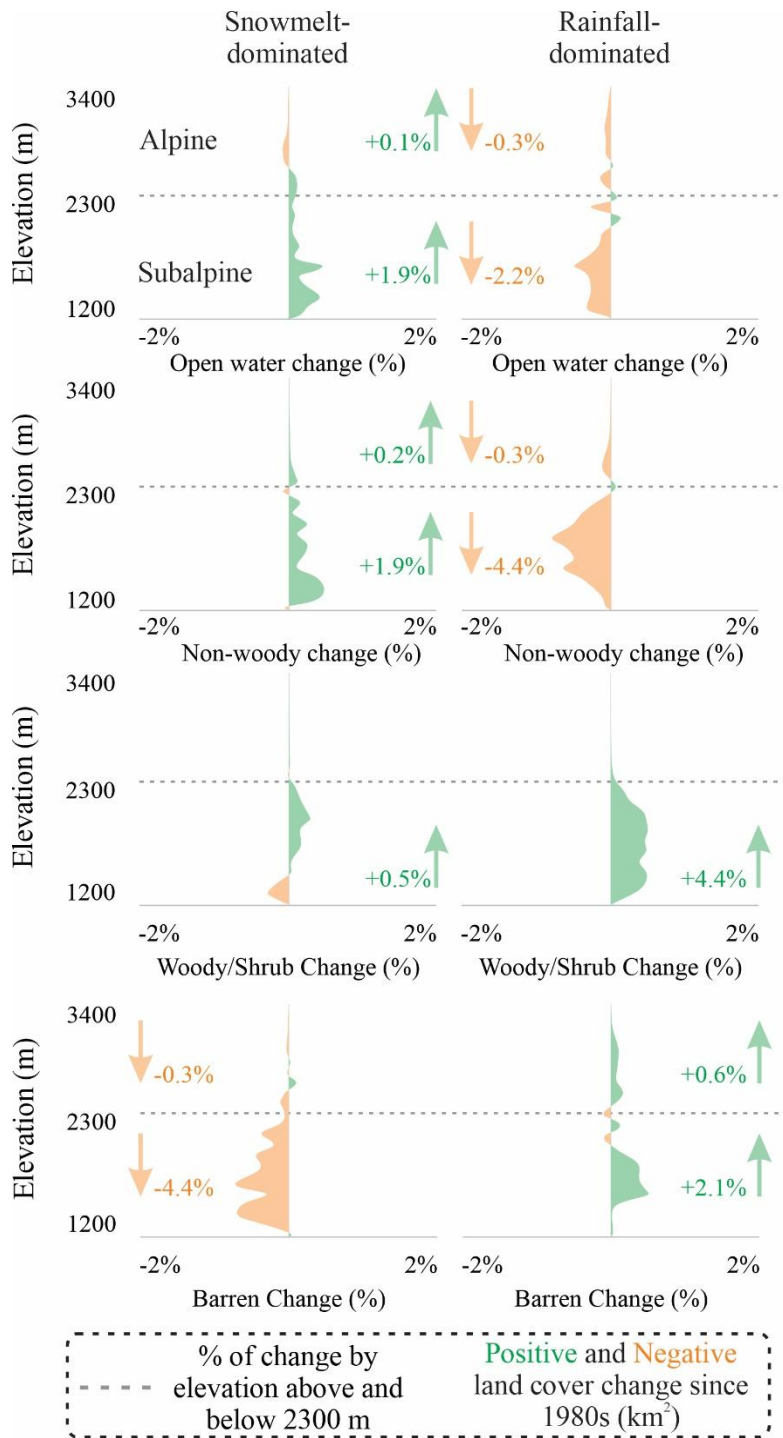 Snowmelt-
dominated
Rainfall-
dominated
Elevation (m)
3400
2300
1200
Alpine
Subalpine
+0.1%
+1.9%
-0.3%
-2.2%
-2%
2%
-2%
2%
Open water change (%)
Open water change (%)
Elevation (m)
3400
2300
1200
+0.2%
+1.9%
-0.3%
-4.4%
-2%
2%
-2%
2%
Non-woody change (%)
Non-woody change (%)
Elevation (m)
3400
2300
1200
+0.5%
+4.4%
-2%
2%
-2%
2%
Woody/Shrub Change (%)
Woody/Shrub Change (%)
Elevation (m)
3400
2300
1200
-0.3%
-4.4%
+0.6%
+2.1%
-2%
2%
-2%
2%
Barren Change (%)
Barren Change (%)
% of change by
elevation above and
below 2300 m
Positive and Negative
land cover change since
1980s (km²)